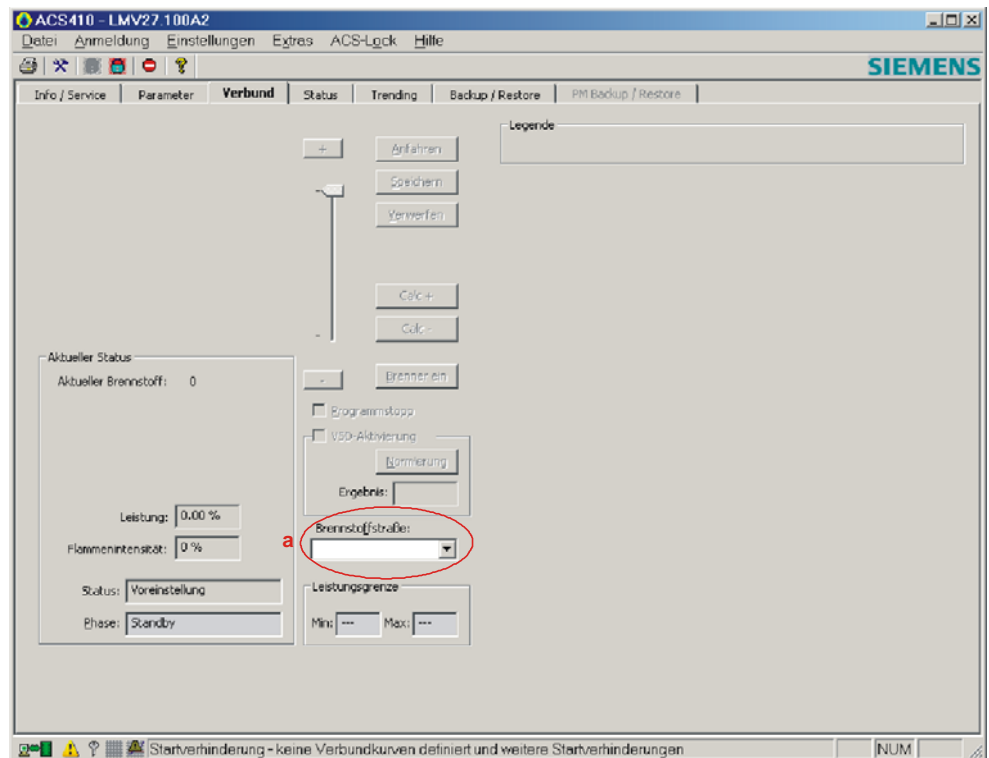 ACS410 - LMV27.100A2
Datei Anmeldung Einstellungen Extras ACS-Lock Hilfe
SIEMENS
Info / Service Parameter Verbund Status Trending Backup / Restore PM Backup / Restore
Legende
+ Anfahren
Speichern
Verwerfen
Calc +
Calc -
Aktueller Status
Aktueller Brennstoff: 0
- Brenner ein
Programmstopp
VSD-Aktivierung
Normierung
Ergebnis:
Leistung: 0.00 %
Flammenintensität: 0 %
a Brennstoffstraße:
Status: Voreinstellung
Phase: Standby
Leistungsgrenze
Min: --- Max: ---
Startverhinderung - keine Verbundkurven definiert und weitere Startverhinderungen NUM